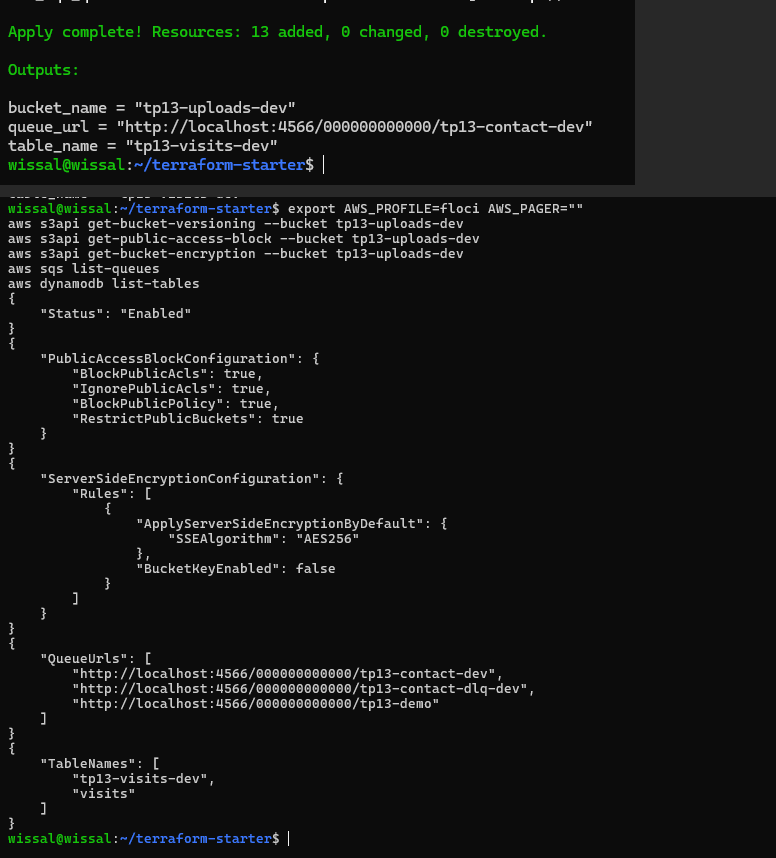 Apply complete! Resources: 13 added, 0 changed, 0 destroyed.
Outputs:
bucket_name = "tp13-uploads-dev"
queue_url = "http://localhost:4566/000000000000/tp13-contact-dev"
table_name = "tp13-visits-dev"
wissal@wissal:~/terraform-starter$
wissal@wissal:~/terraform-starter$ export AWS_PROFILE=floci AWS_PAGER=""
aws s3api get-bucket-versioning --bucket tp13-uploads-dev
aws s3api get-public-access-block --bucket tp13-uploads-dev
aws s3api get-bucket-encryption --bucket tp13-uploads-dev
aws sqs list-queues
aws dynamodb list-tables
{
    "Status": "Enabled"
}
{
    "PublicAccessBlockConfiguration": {
        "BlockPublicAcls": true,
        "IgnorePublicAcls": true,
        "BlockPublicPolicy": true,
        "RestrictPublicBuckets": true
    }
}
{
    "ServerSideEncryptionConfiguration": {
        "Rules": [
            {
                "ApplyServerSideEncryptionByDefault": {
                    "SSEAlgorithm": "AES256"
                },
                "BucketKeyEnabled": false
            }
        ]
    }
}
{
    "QueueUrls": [
        "http://localhost:4566/000000000000/tp13-contact-dev",
        "http://localhost:4566/000000000000/tp13-contact-dlq-dev",
        "http://localhost:4566/000000000000/tp13-demo"
    ]
}
{
    "TableNames": [
        "tp13-visits-dev",
        "visits"
    ]
}
wissal@wissal:~/terraform-starter$